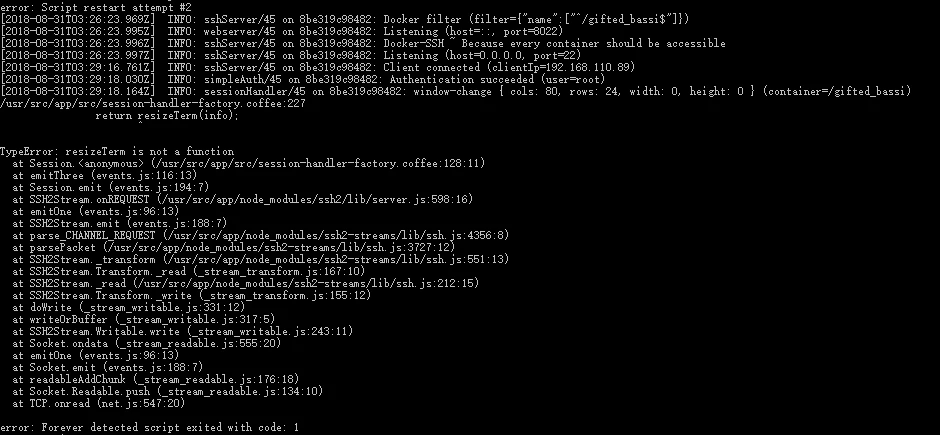 error: Script restart attempt #2
[2018-08-31T03:26:23.969Z]  INFO: sshServer/45 on 8be319c98482: Docker filter (filter={"name":["^/gifted_bassi$"]})
[2018-08-31T03:26:23.995Z]  INFO: webserver/45 on 8be319c98482: Listening (host=::, port=8022)
[2018-08-31T03:26:23.996Z]  INFO: sshServer/45 on 8be319c98482: Docker-SSH ~ Because every container should be accessible
[2018-08-31T03:26:23.997Z]  INFO: sshServer/45 on 8be319c98482: Listening (host=0.0.0.0, port=22)
[2018-08-31T03:29:16.761Z]  INFO: sshServer/45 on 8be319c98482: Client connected (clientIp=192.168.110.89)
[2018-08-31T03:29:18.030Z]  INFO: simpleAuth/45 on 8be319c98482: Authentication succeeded (user=root)
[2018-08-31T03:29:18.164Z]  INFO: sessionHandler/45 on 8be319c98482: window-change { cols: 80, rows: 24, width: 0, height: 0 } (container=/gifted_bassi)
/usr/src/app/src/session-handler-factory.coffee:227
return resizeTerm(info);
^
TypeError: resizeTerm is not a function
at Session.<anonymous> (/usr/src/app/src/session-handler-factory.coffee:128:11)
at emitThree (events.js:116:13)
at Session.emit (events.js:194:7)
at SSH2Stream.onREQUEST (/usr/src/app/node_modules/ssh2/lib/server.js:598:16)
at emitOne (events.js:96:13)
at SSH2Stream.emit (events.js:188:7)
at parse_CHANNEL_REQUEST (/usr/src/app/node_modules/ssh2-streams/lib/ssh.js:4356:8)
at parsePacket (/usr/src/app/node_modules/ssh2-streams/lib/ssh.js:3727:12)
at SSH2Stream._transform (/usr/src/app/node_modules/ssh2-streams/lib/ssh.js:551:13)
at SSH2Stream.Transform._read (_stream_transform.js:167:10)
at SSH2Stream._read (/usr/src/app/node_modules/ssh2-streams/lib/ssh.js:212:15)
at SSH2Stream.Transform._write (_stream_transform.js:155:12)
at doWrite (_stream_writable.js:331:12)
at writeOrBuffer (_stream_writable.js:317:5)
at SSH2Stream.Writable.write (_stream_writable.js:243:11)
at Socket.ondata (_stream_readable.js:555:20)
at emitOne (events.js:96:13)
at Socket.emit (events.js:188:7)
at readableAddChunk (_stream_readable.js:176:18)
at Socket.Readable.push (_stream_readable.js:134:10)
at TCP.onread (net.js:547:20)
error: Forever detected script exited with code: 1